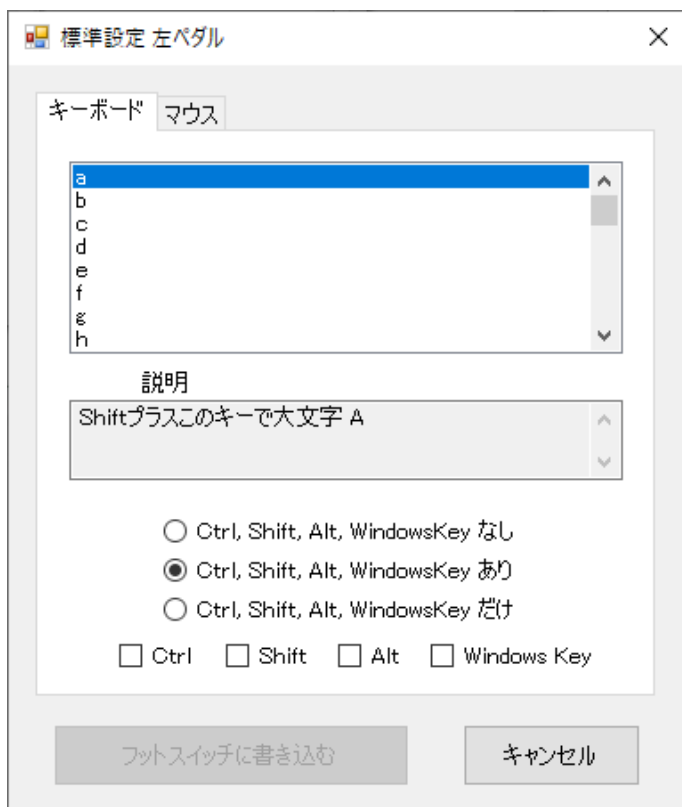 標準設定 左ペダル
キーボード マウス
a
b
c
d
e
f
g
h
説明
Shiftプラスこのキーで大文字 A
Ctrl, Shift, Alt, WindowsKey なし
Ctrl, Shift, Alt, WindowsKey あり
Ctrl, Shift, Alt, WindowsKey だけ
Ctrl Shift Alt Windows Key
フットスイッチに書き込む キャンセル